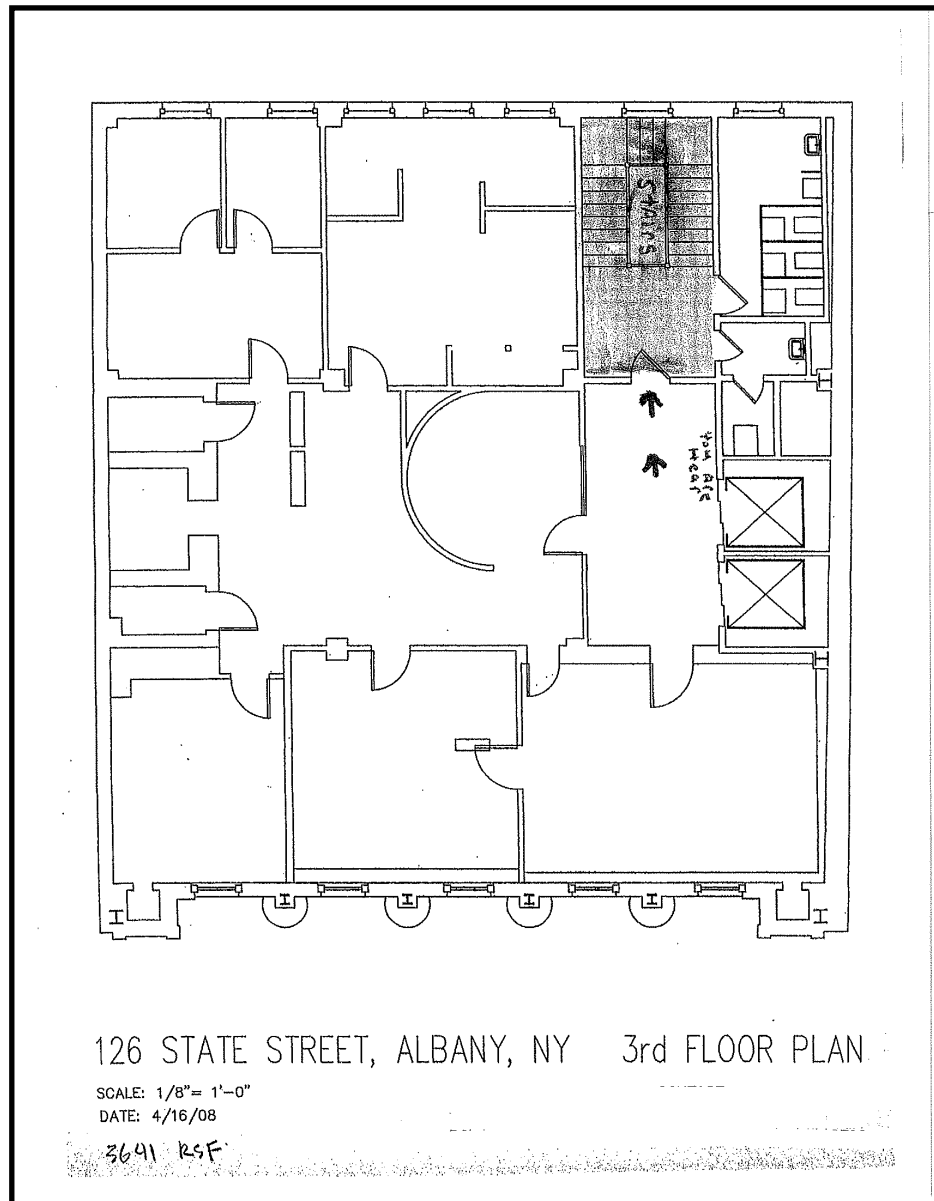 Stairs
You Are
Hear
126 STATE STREET, ALBANY, NY 3rd FLOOR PLAN
SCALE: 1/8"= 1'-0"
DATE: 4/16/08
3641 RSF